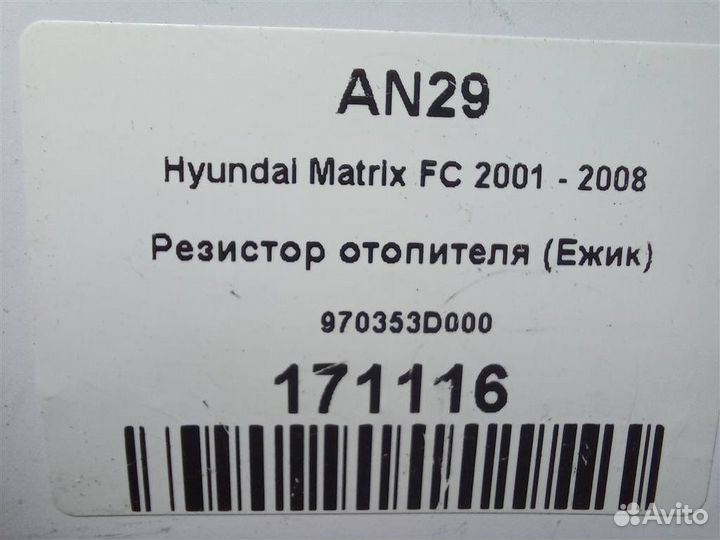 AN29
Hyundai Matrix FC 2001 - 2008
Резистор отопителя (Ежик)
970353D000
171116
Avito